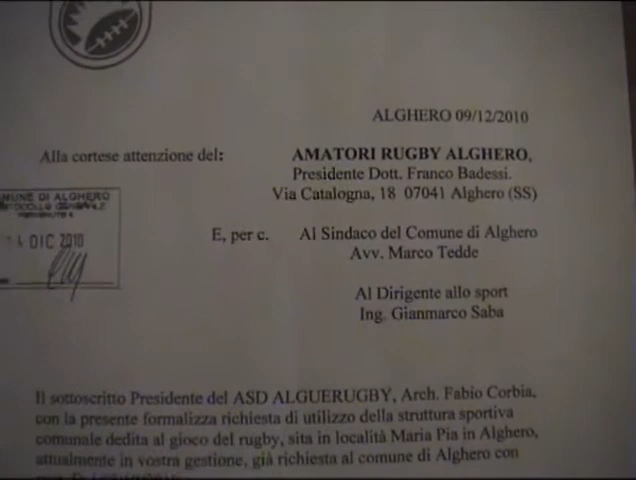 ALGHERO 09/12/2010
Alla cortese attenzione del: AMATORI RUGBY ALGHERO,
Presidente Dott. Franco Badessi.
Via Catalogna, 18 07041 Alghero (SS)
MUNE DI ALGHERO
DIC 2010
E, per c. Al Sindaco del Comune di Alghero
Avv. Marco Tedde
Al Dirigente allo sport
Ing. Gianmarco Saba
Il sottoscritto Presidente del ASD ALGUERUGBY, Arch. Fabio Corbia,
con la presente formalizza richiesta di utilizzo della struttura sportiva
comunale dedita al gioco del rugby, sita in località Maria Pia in Alghero,
attualmente in vostra gestione, già richiesta al comune di Alghero con